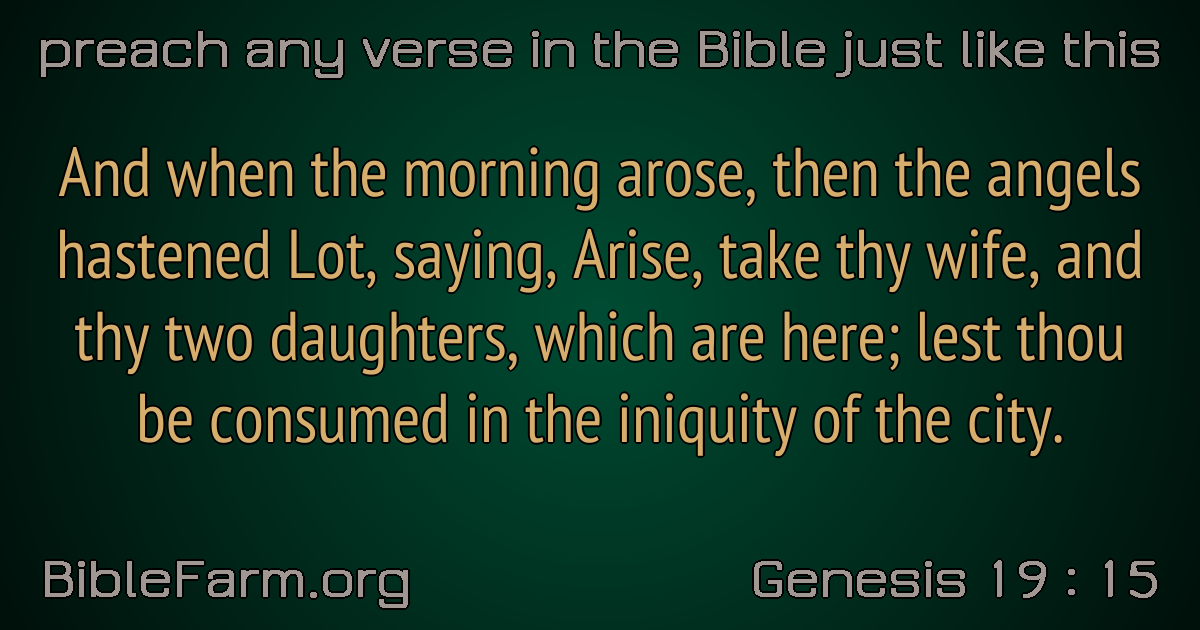 preach any verse in the Bible just like this
And when the morning arose, then the angels
hastened Lot, saying, Arise, take thy wife, and
thy two daughters, which are here; lest thou
be consumed in the iniquity of the city.
BibleFarm.org
Genesis 19 : 15